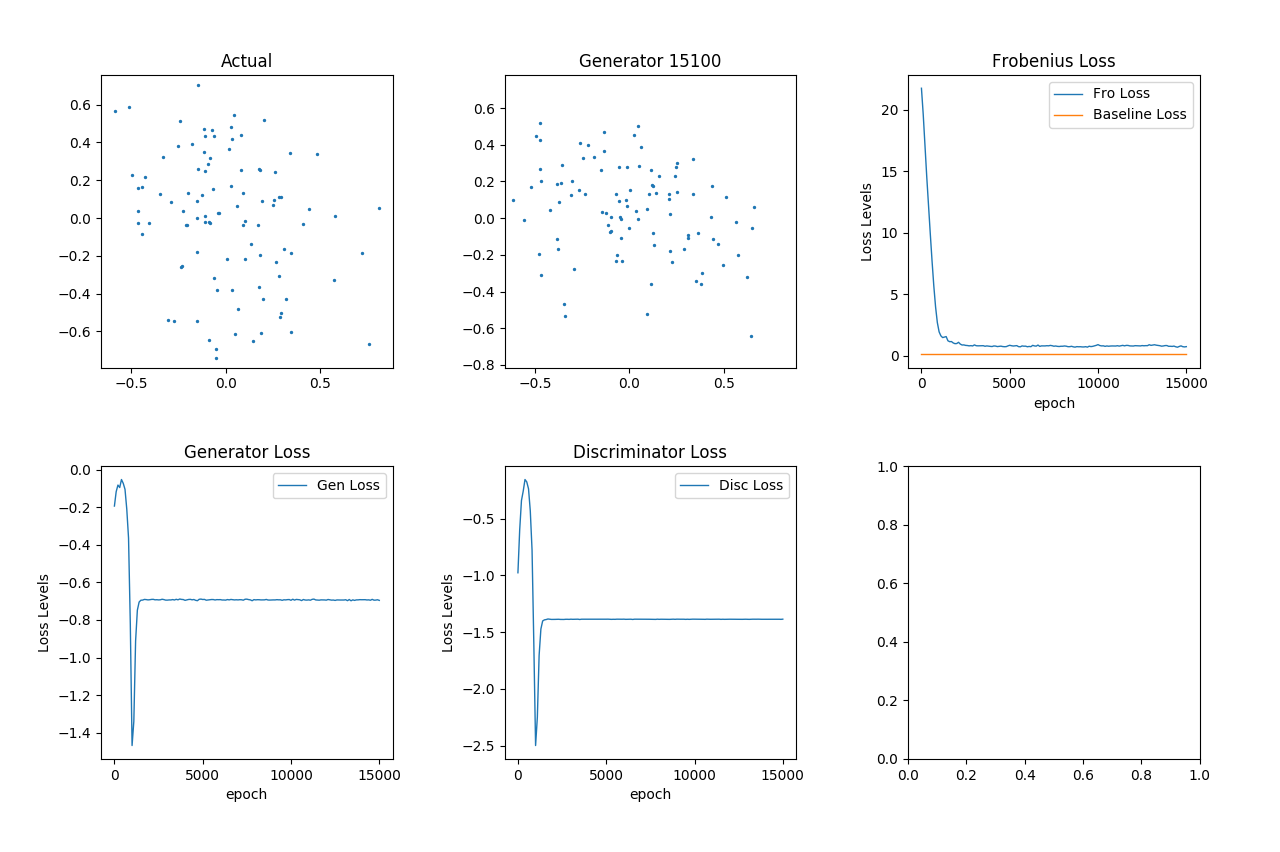 Actual
0.6
0.4
0.2
0.0
−0.2
−0.4
−0.6
−0.5 0.0 0.5
Generator 15100
0.6
0.4
0.2
0.0
−0.2
−0.4
−0.6
−0.8
−0.5 0.0 0.5
Frobenius Loss
Fro Loss
Baseline Loss
Loss Levels
20
15
10
5
0
0 5000 10000 15000
epoch
Generator Loss
Gen Loss
Loss Levels
0.0
−0.2
−0.4
−0.6
−0.8
−1.0
−1.2
−1.4
0 5000 10000 15000
epoch
Discriminator Loss
Disc Loss
Loss Levels
−0.5
−1.0
−1.5
−2.0
−2.5
0 5000 10000 15000
epoch
1.0
0.8
0.6
0.4
0.2
0.0
0.0 0.2 0.4 0.6 0.8 1.0